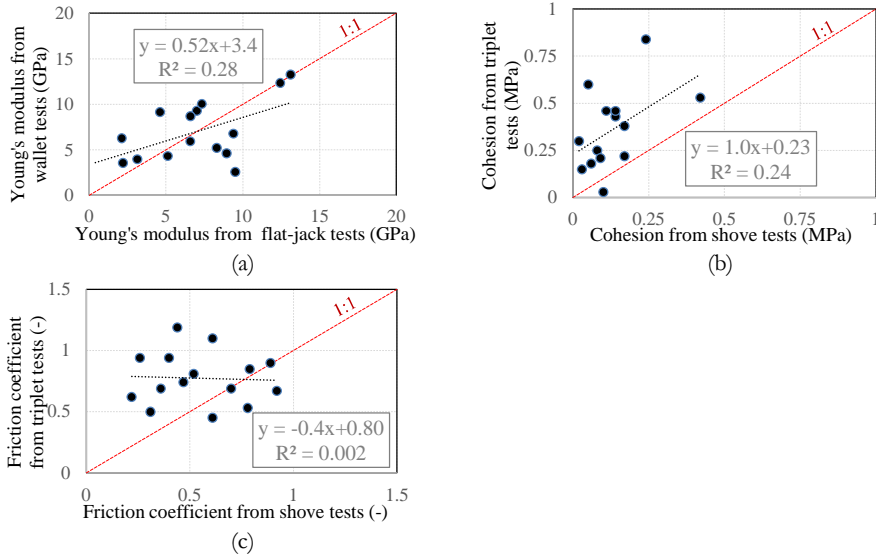 20
15
10
5
0
Young's modulus from
wallet tests (GPa)
y = 0.52x+3.4
R² = 0.28
1:1
0
5
10
15
20
Young's modulus from flat-jack tests (GPa)
(a)
1
0.75
0.5
0.25
0
Cohesion from triplet
tests (MPa)
1:1
y = 1.0x+0.23
R² = 0.24
0
0.25
0.5
0.75
1
Cohesion from shove tests (MPa)
(b)
1.5
1
0.5
0
Friction coefficient
from triplet tests (-)
1:1
y = -0.4x+0.80
R² = 0.002
0
0.5
1
1.5
Friction coefficient from shove tests (-)
(c)